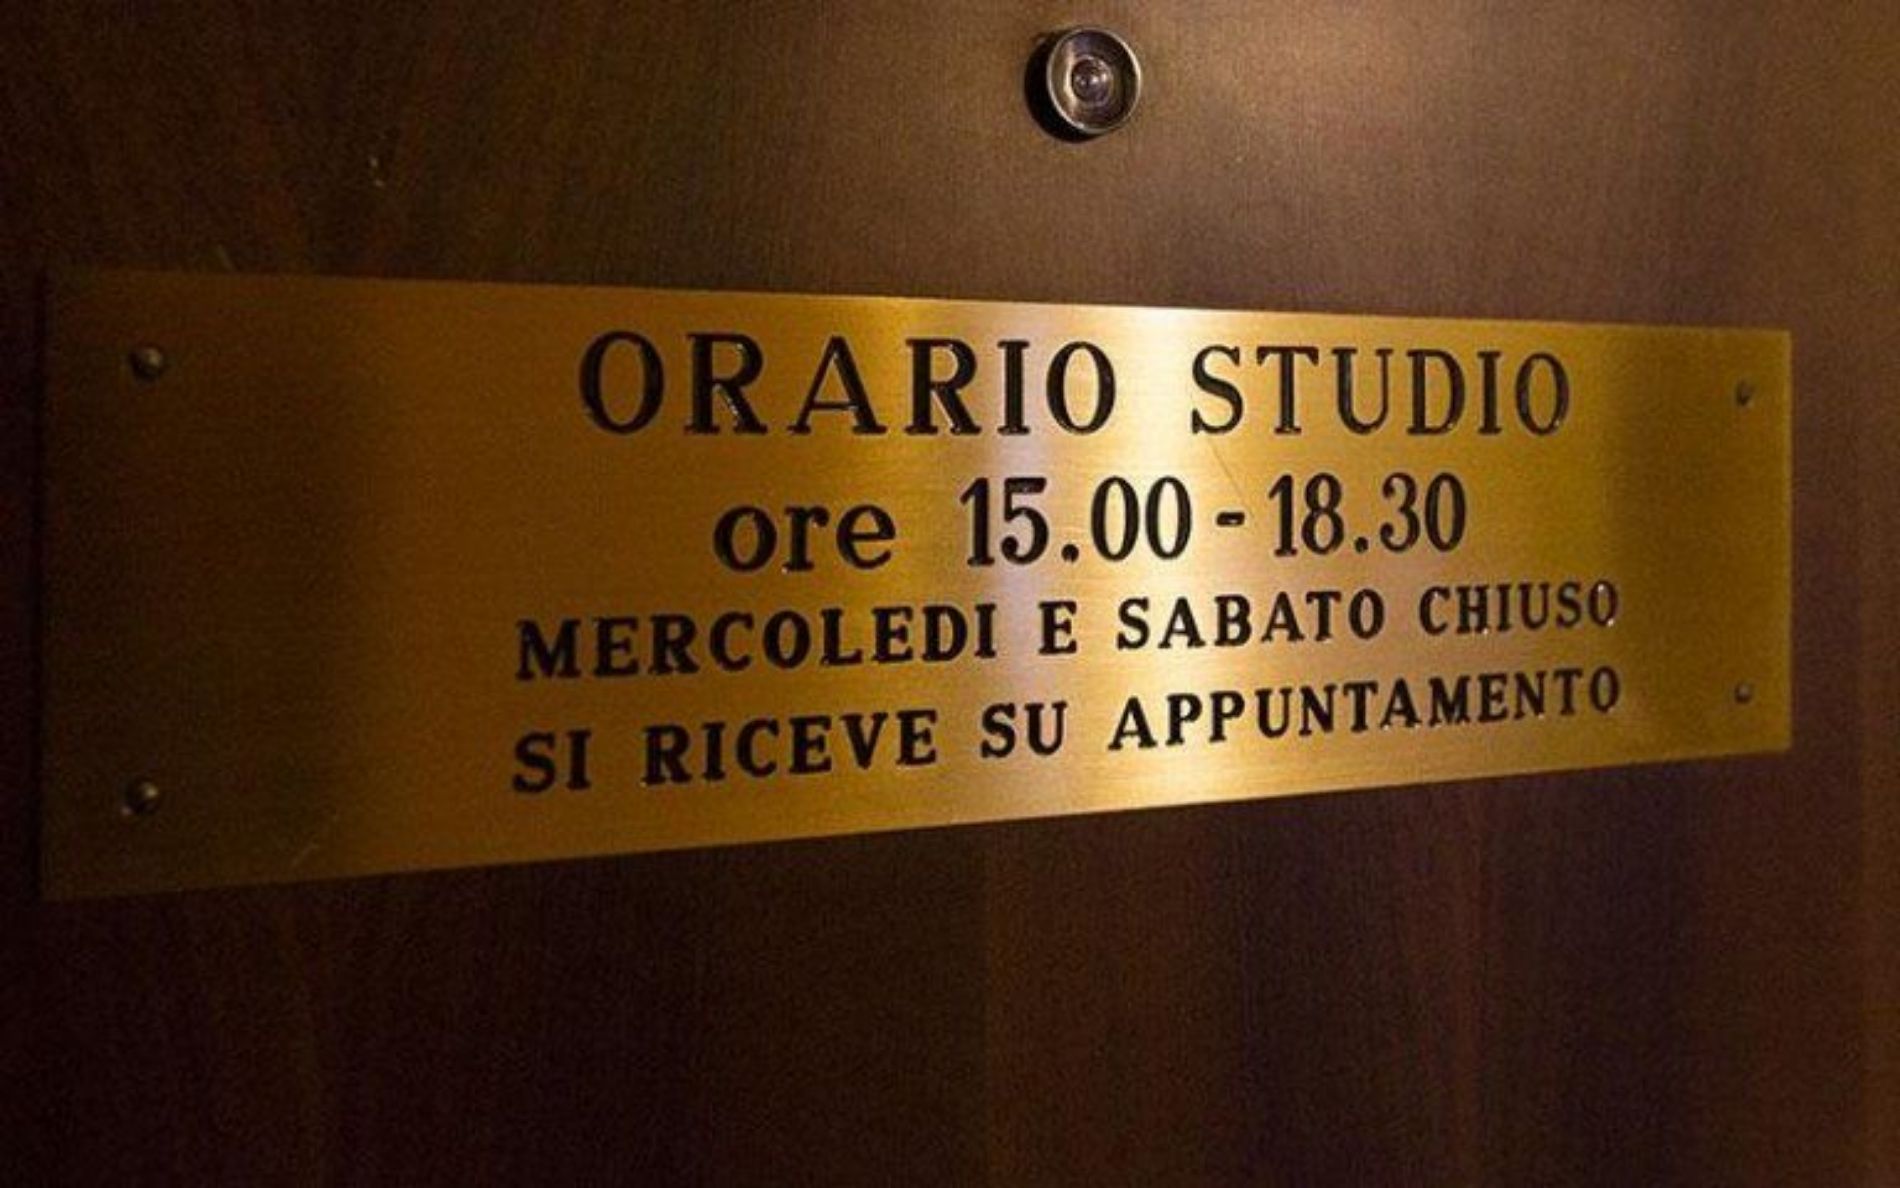 ORARIO STUDIO
ore 15.00 - 18.30
MERCOLEDI E SABATO CHIUSO
SI RICEVE SU APPUNTAMENTO